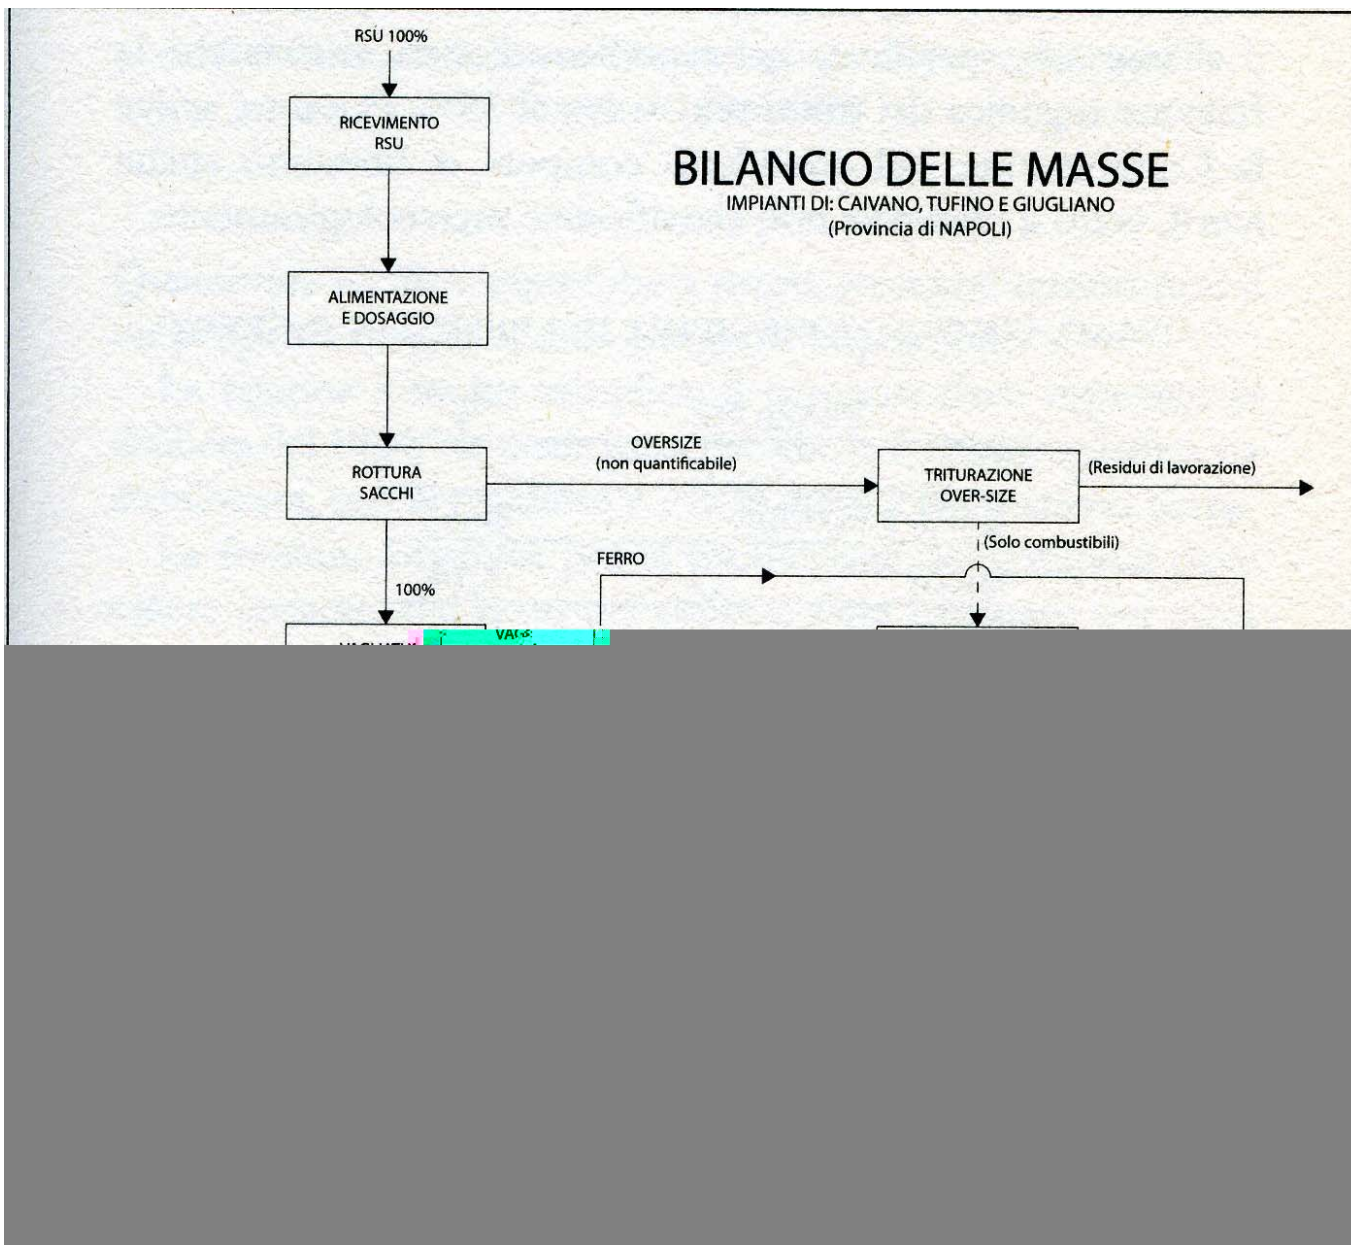 RSU 100%
RICEVIMENTO
RSU
BILANCIO DELLE MASSE
IMPIANTI DI: CAIVANO, TUFINO E GIUGLIANO
(Provincia di NAPOLI)
ALIMENTAZIONE
E DOSAGGIO
ROTTURA
SACCHI
OVERSIZE
(non quantificabile)
TRITURAZIONE
OVER-SIZE
(Residui di lavorazione)
(Solo combustibili)
FERRO
100%